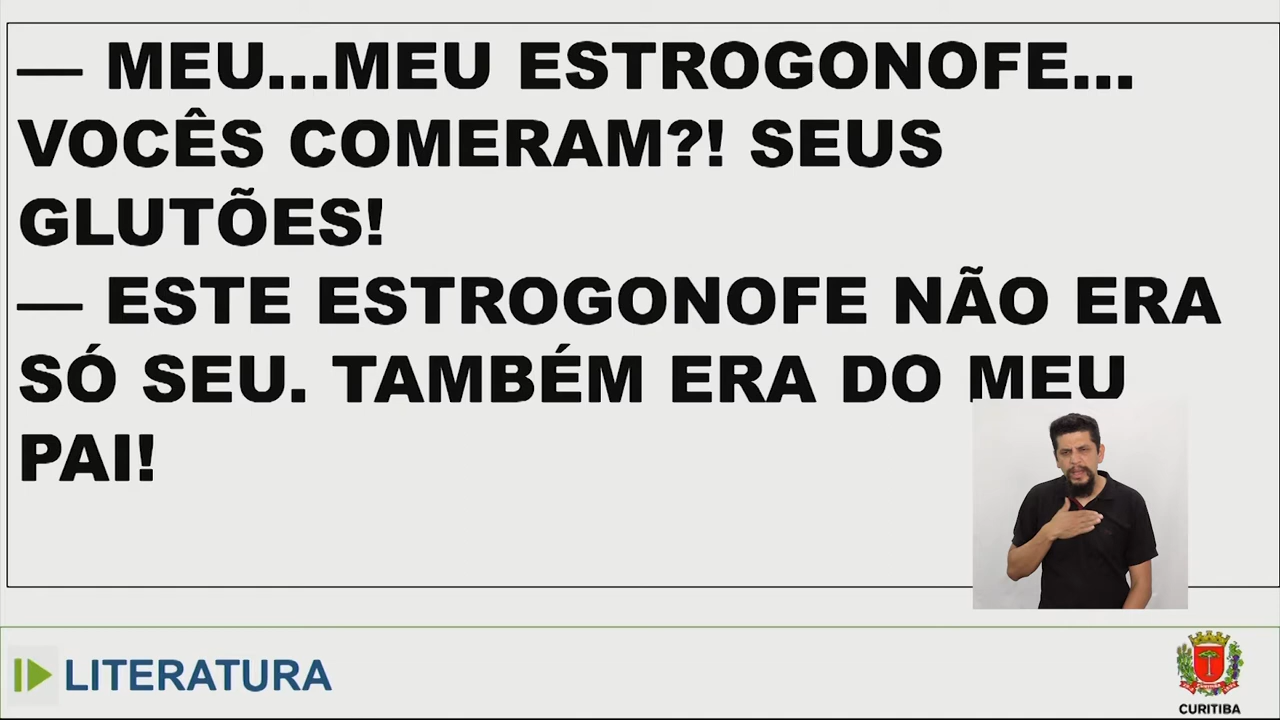 — MEU...MEU ESTROGONOFE...
VOCÊS COMERAM?! SEUS
GLUTÕES!
— ESTE ESTROGONOFE NÃO ERA
SÓ SEU. TAMBÉM ERA DO MEU
PAI!
LITERATURA
CURITIBA